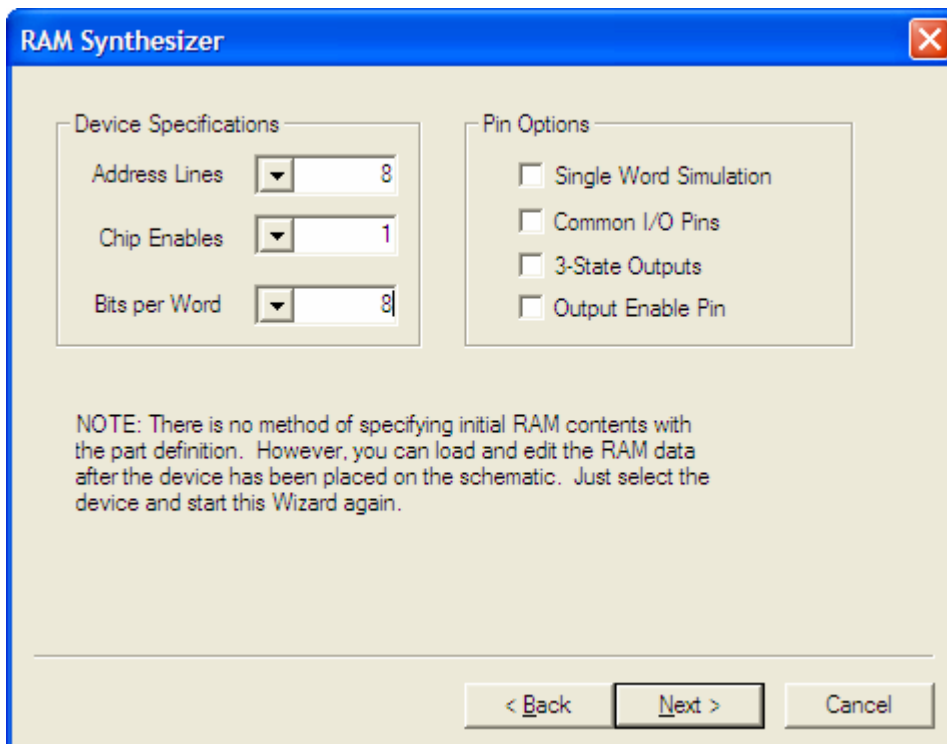 RAM Synthesizer
Device Specifications
Address Lines 8
Chip Enables 1
Bits per Word 8
Pin Options
Single Word Simulation
Common I/O Pins
3-State Outputs
Output Enable Pin
NOTE: There is no method of specifying initial RAM contents with
the part definition. However, you can load and edit the RAM data
after the device has been placed on the schematic. Just select the
device and start this Wizard again.
< Back Next > Cancel